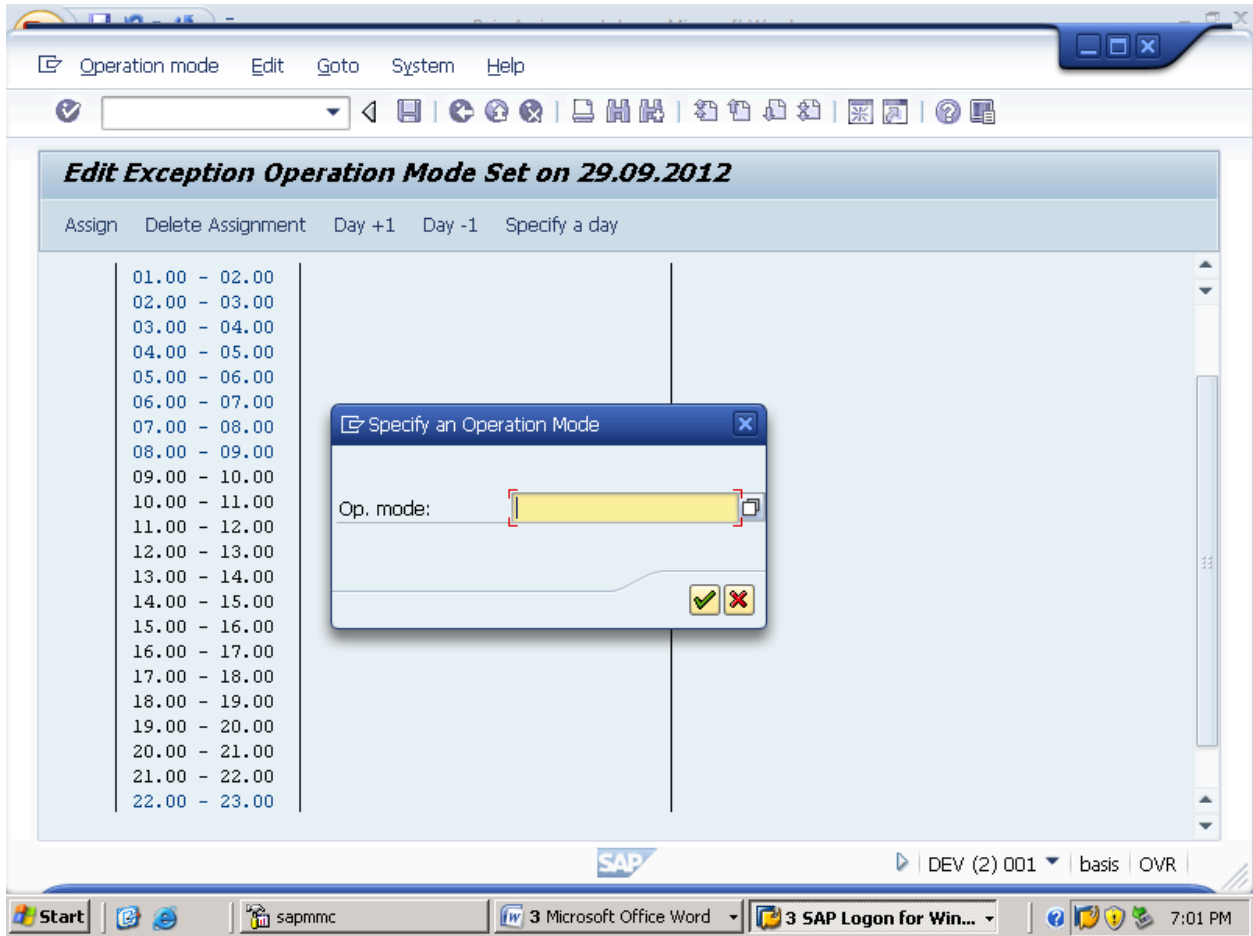 Operation mode Edit Goto System Help
Edit Exception Operation Mode Set on 29.09.2012
Assign Delete Assignment Day +1 Day -1 Specify a day
01.00 - 02.00
02.00 - 03.00
03.00 - 04.00
04.00 - 05.00
05.00 - 06.00
06.00 - 07.00
07.00 - 08.00
08.00 - 09.00
09.00 - 10.00
10.00 - 11.00
11.00 - 12.00
12.00 - 13.00
13.00 - 14.00
14.00 - 15.00
15.00 - 16.00
16.00 - 17.00
17.00 - 18.00
18.00 - 19.00
19.00 - 20.00
20.00 - 21.00
21.00 - 22.00
22.00 - 23.00
Specify an Operation Mode
Op. mode:
SAP DEV (2) 001 basis OVR
Start sapmmc 3 Microsoft Office Word 3 SAP Logon for Win... 7:01 PM